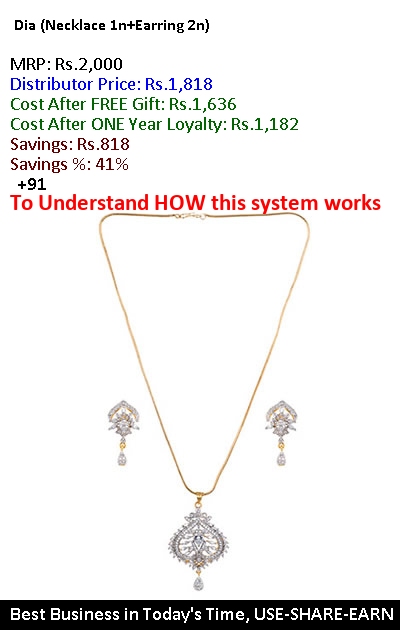 Dia (Necklace 1n+Earring 2n)
MRP: Rs.2,000
Distributor Price: Rs.1,818
Cost After FREE Gift: Rs.1,636
Cost After ONE Year Loyalty: Rs.1,182
Savings: Rs.818
Savings %: 41%
+91
To Understand HOW this system works
Best Business in Today's Time, USE-SHARE-EARN